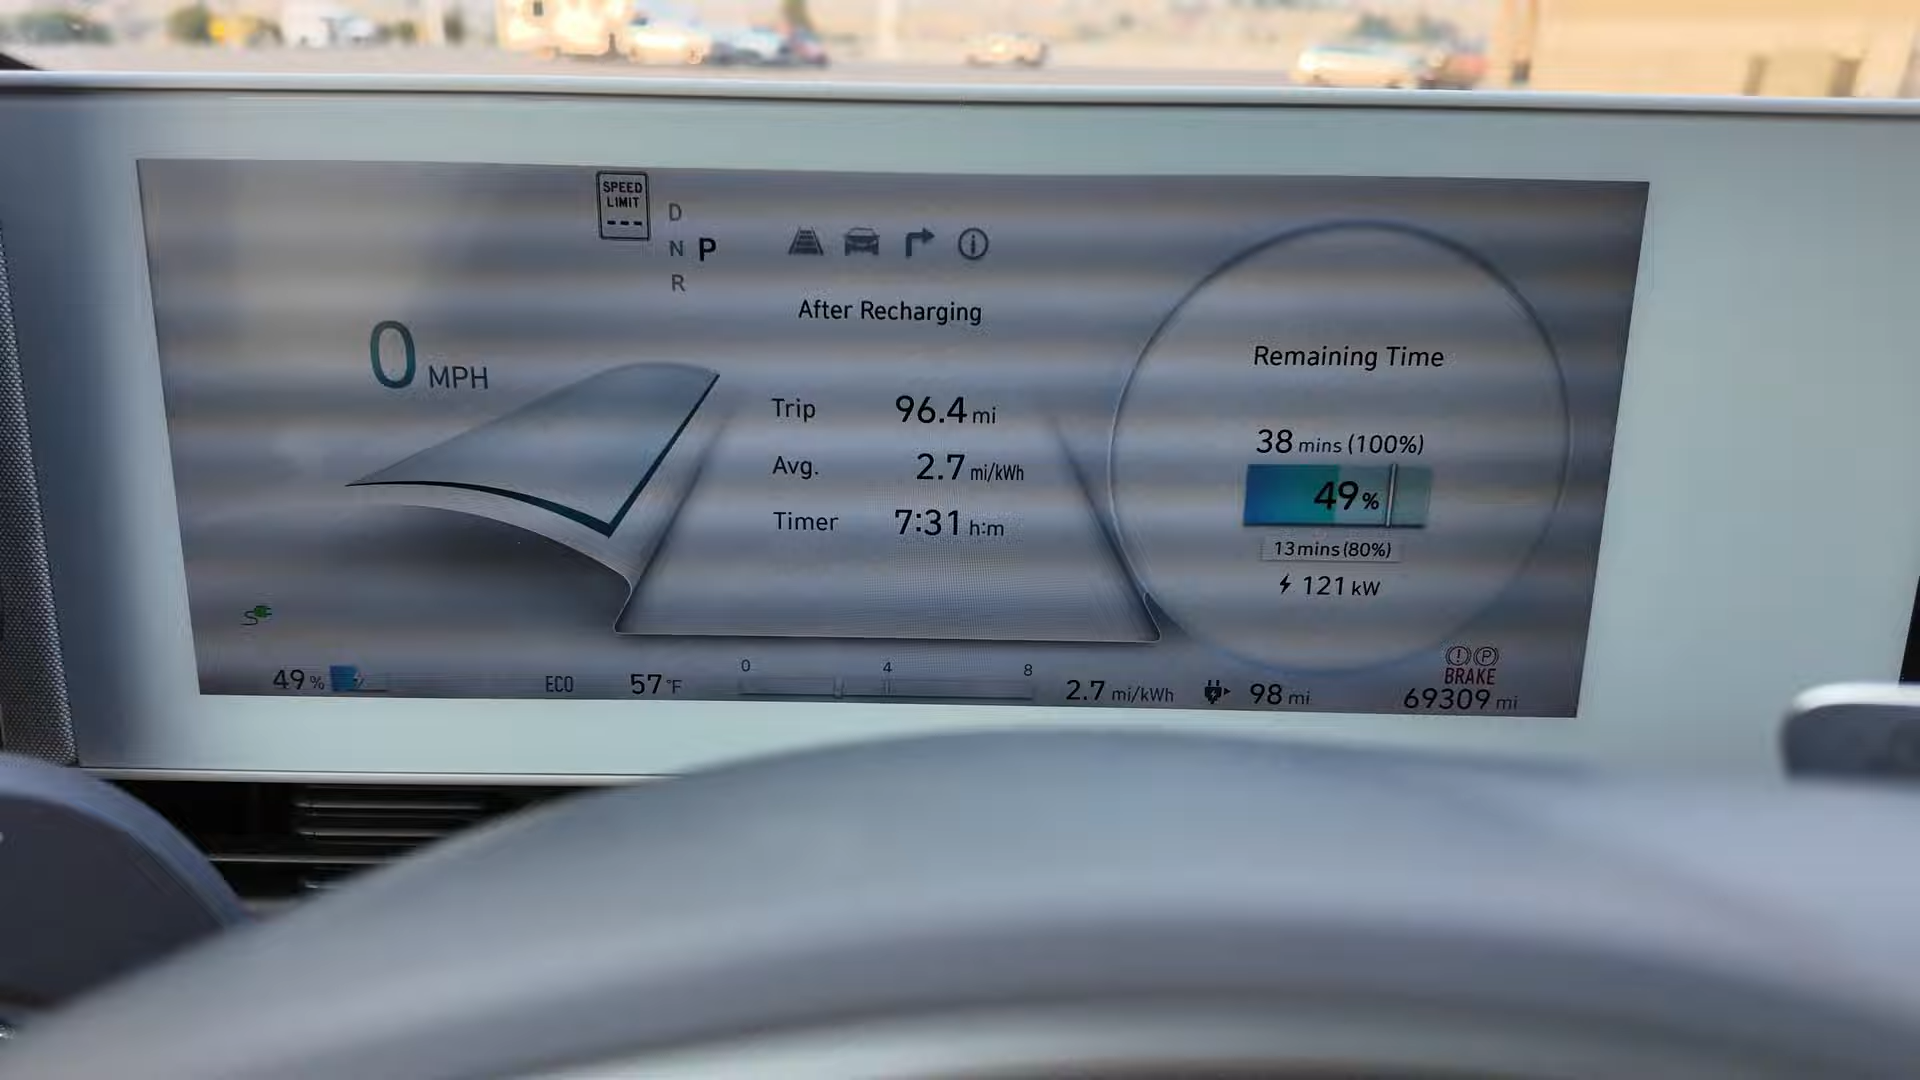 SPEED
LIMIT
---
D
N P
R
0 MPH
After Recharging
Trip 96.4 mi
Avg. 2.7 mi/kWh
Timer 7:31 h:m
Remaining Time
38 mins (100%)
49%
13mins(80%)
121 kW
49%
ECO
57°F
0 4 8
2.7 mi/kWh
98 mi
BRAKE
69309 mi